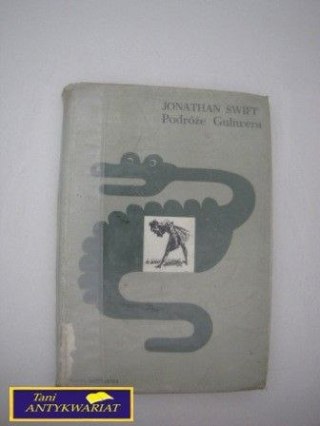 JONATHAN SWIFT
Podróże Guliwera
Tani
ANTYKWARIAT